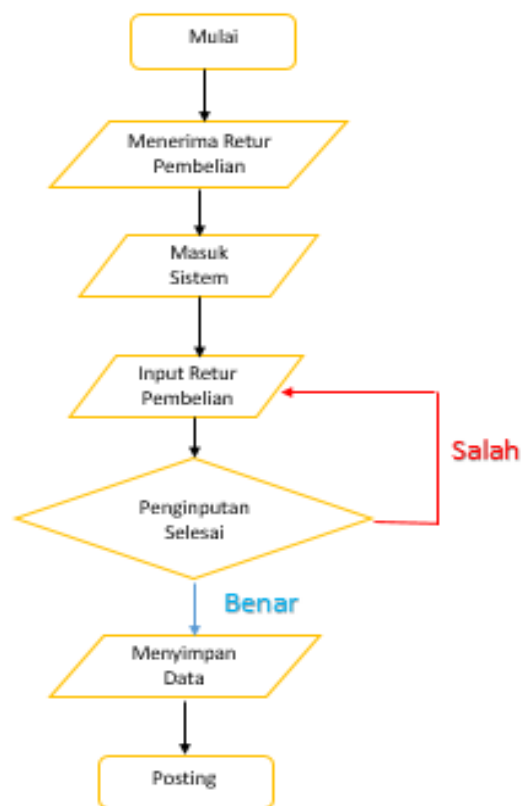 Mulai
Menerima Retur
Pembelian
Masuk
Sistem
Input Retur
Pembelian
Salah
Penginputan
Selesai
Benar
Menyimpan
Data
Posting